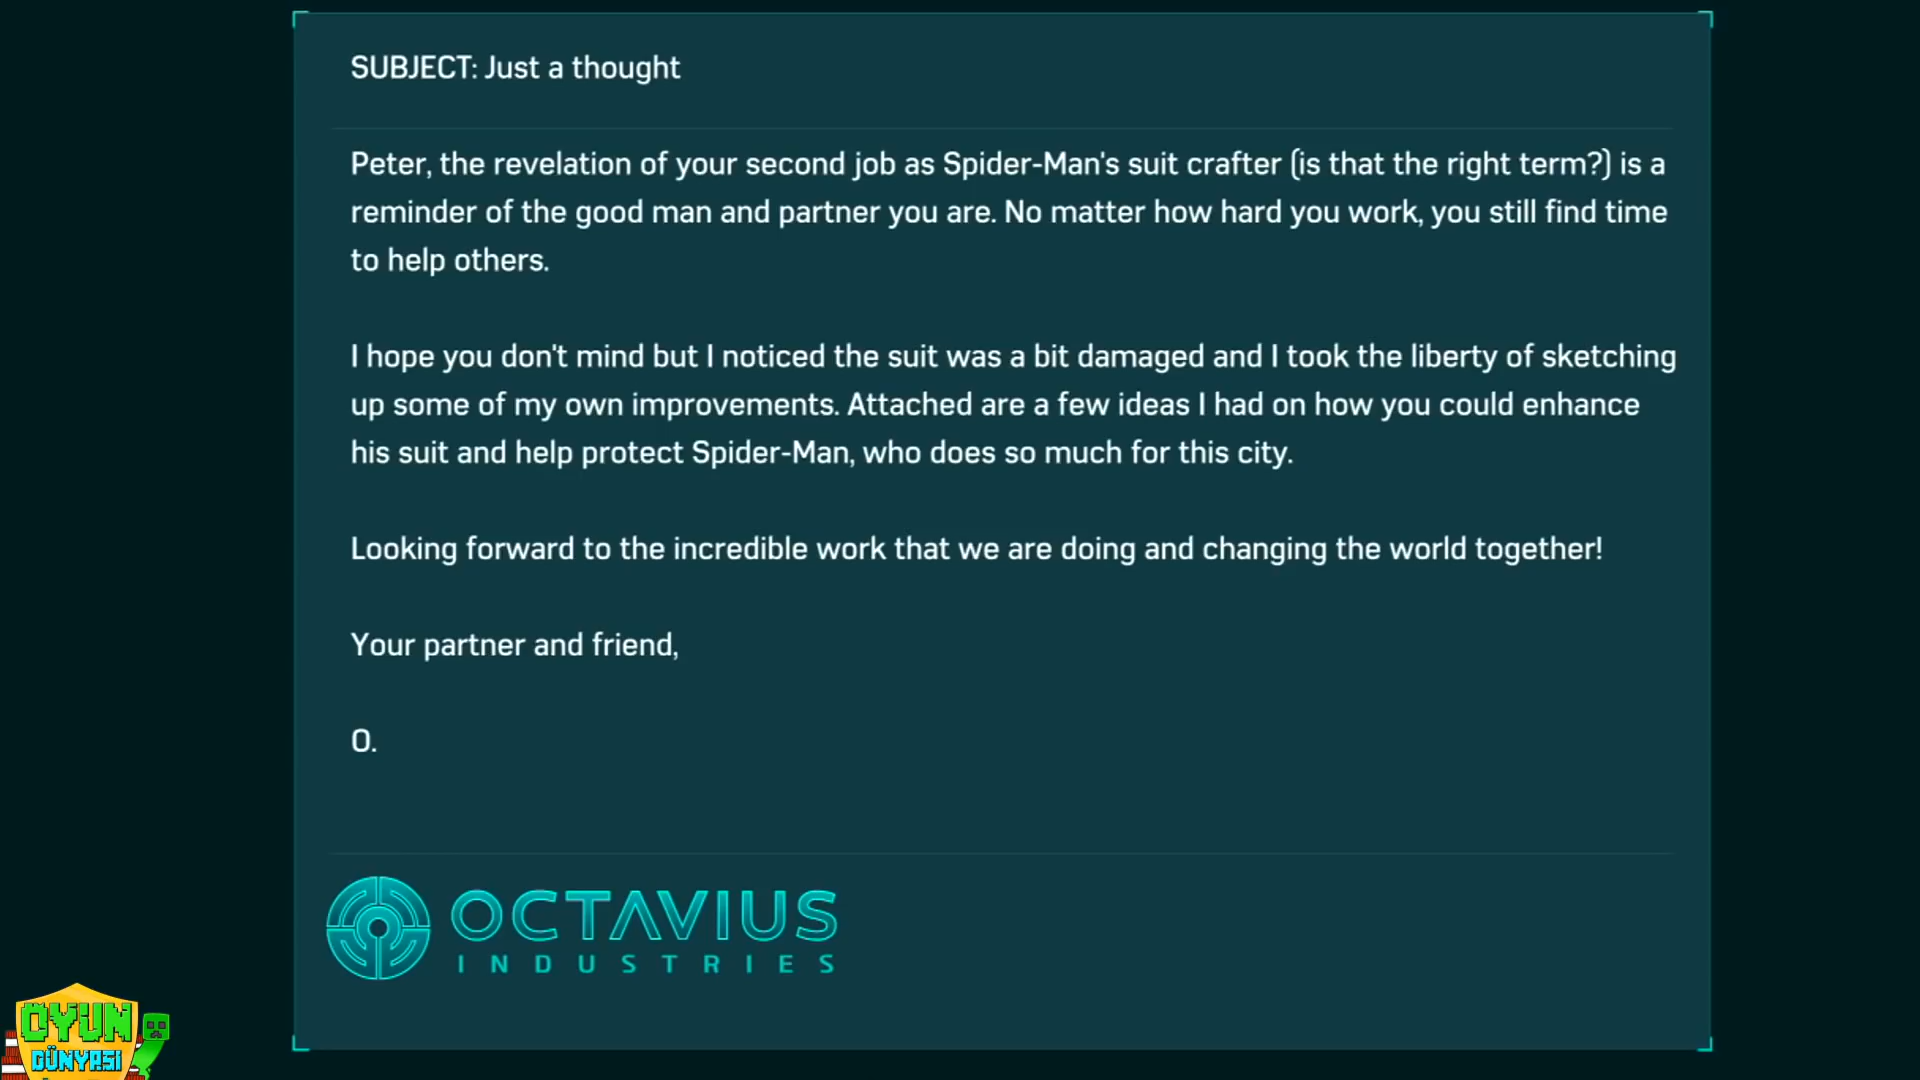 SUBJECT: Just a thought
Peter, the revelation of your second job as Spider-Man's suit crafter (is that the right term?) is a
reminder of the good man and partner you are. No matter how hard you work, you still find time
to help others.
I hope you don't mind but I noticed the suit was a bit damaged and I took the liberty of sketching
up some of my own improvements. Attached are a few ideas I had on how you could enhance
his suit and help protect Spider-Man, who does so much for this city.
Looking forward to the incredible work that we are doing and changing the world together!
Your partner and friend,
O.
OCTAVIUS
INDUSTRIES
OYUN
DÜNYASI